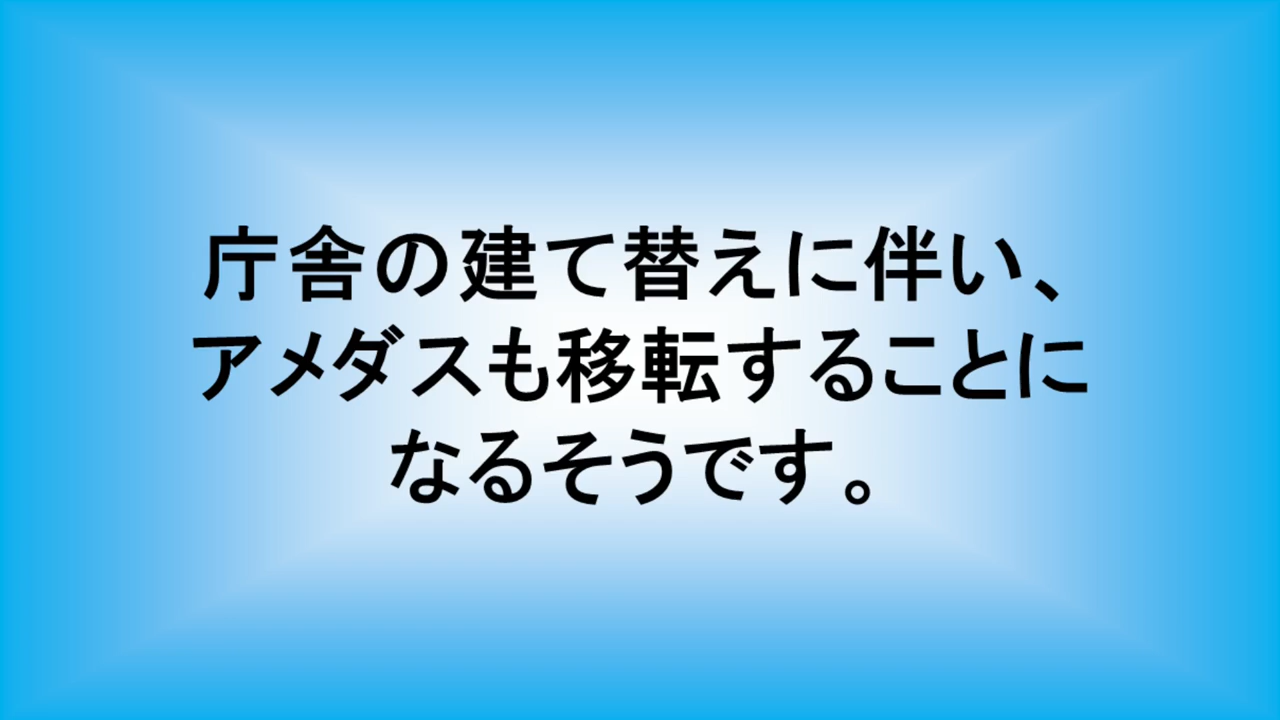 庁舎の建て替えに伴い、
アメダスも移転することに
なるそうです。